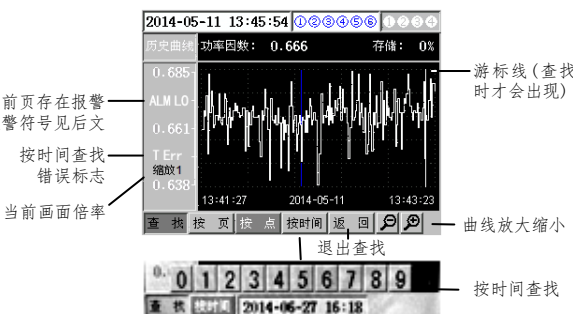 2014-05-11 13:45:54 ①②③④⑤⑥ ①②③④
历史曲线 功率因数： 0.666 存储： 0%
0.685
ALM LO
0.661
T Err
缩放1
0.638
13:41:27 2014-05-11 13:43:23
查 找 按 页 按 点 按时间 返 回
游标线(查找
时才会出现)
前页存在报警
警符号见后文
按时间查找
错误标志
当前画面倍率
曲线放大缩小
退出查找
0. 0 1 2 3 4 5 6 7 8 9
查 找 按时间 2014-06-27 16:18
按时间查找